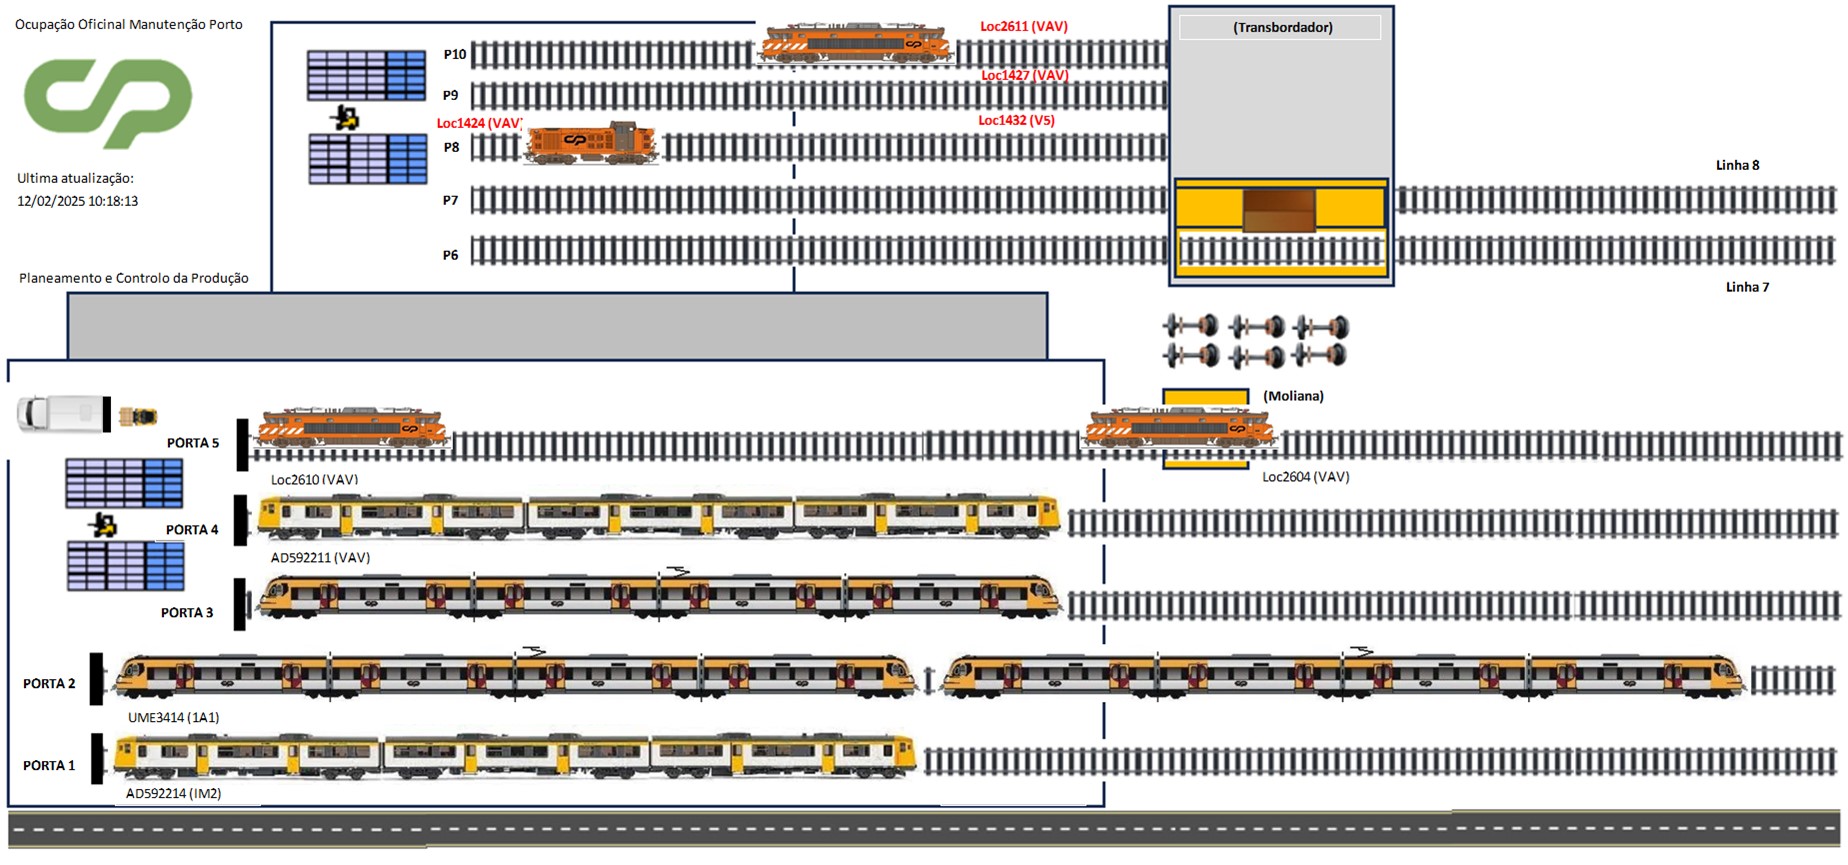 Ocupação Oficinal Manutenção Porto
Ultima atualização:
12/02/2025 10:18:13
Planeamento e Controlo da Produção
P10
Loc2611 (VAV)
P9
Loc1427 (VAV)
Loc1424 (VAV)
Loc1432 (V5)
P8
P7
P6
(Transbordador)
Linha 8
Linha 7
(Moliana)
PORTA 5
Loc2610 (VAV)
Loc2604 (VAV)
PORTA 4
AD592211 (VAV)
PORTA 3
PORTA 2
UME3414 (1A1)
PORTA 1
AD592214 (IM2)